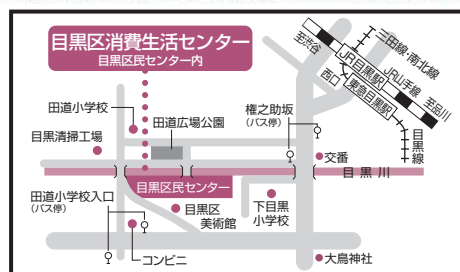 目黒区消費生活センター
目黒区民センター内
至渋谷
三田線・南北線
JR目黒駅
JR山手線
至品川
西口
東急目黒駅
目黒線
田道小学校
田道広場公園
権之助坂
（バス停）
目黒清掃工場
交番
目黒川
目黒区民センター
田道小学校入口
（バス停）
目黒区
美術館
下目黒
小学校
コンビニ
大鳥神社